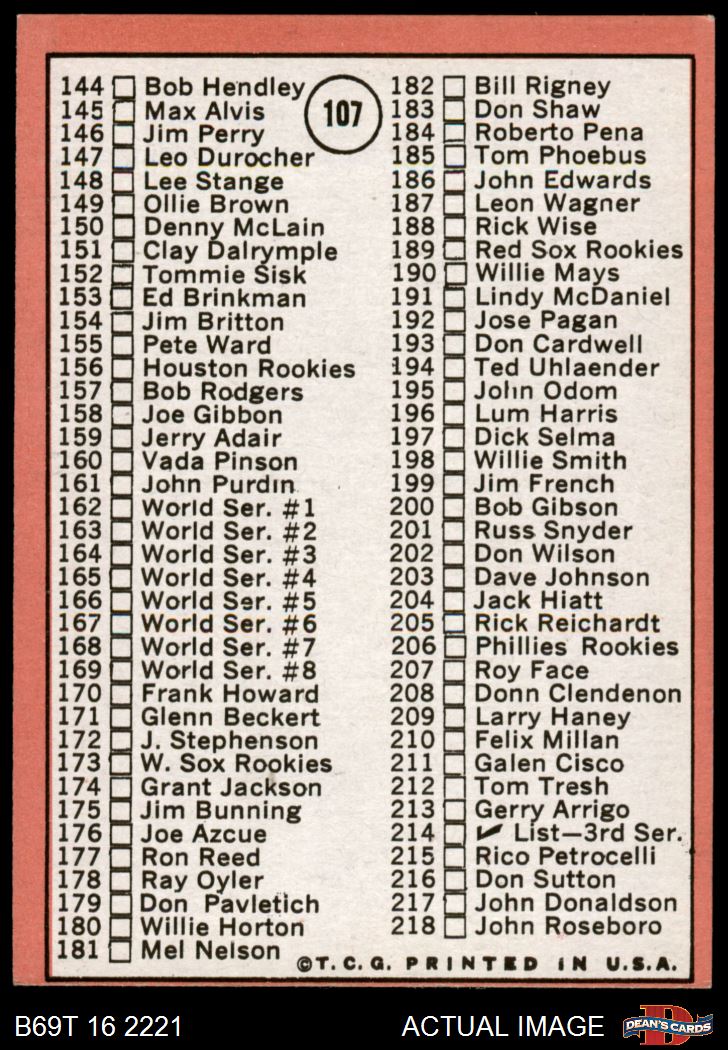 107
144 Bob Hendley
145 Max Alvis
146 Jim Perry
147 Leo Durocher
148 Lee Stange
149 Ollie Brown
150 Denny McLain
151 Clay Dalrymple
152 Tommie Sisk
153 Ed Brinkman
154 Jim Britton
155 Pete Ward
156 Houston Rookies
157 Bob Rodgers
158 Joe Gibbon
159 Jerry Adair
160 Vada Pinson
161 John Purdin
162 World Ser. #1
163 World Ser. #2
164 World Ser. #3
165 World Ser. #4
166 World Ser. #5
167 World Ser. #6
168 World Ser. #7
169 World Ser. #8
170 Frank Howard
171 Glenn Beckert
172 J. Stephenson
173 W. Sox Rookies
174 Grant Jackson
175 Jim Bunning
176 Joe Azcue
177 Ron Reed
178 Ray Oyler
179 Don Pavletich
180 Willie Horton
181 Mel Nelson
182 Bill Rigney
183 Don Shaw
184 Roberto Pena
185 Tom Phoebus
186 John Edwards
187 Leon Wagner
188 Rick Wise
189 Red Sox Rookies
190 Willie Mays
191 Lindy McDaniel
192 Jose Pagan
193 Don Cardwell
194 Ted Uhlaender
195 John Odom
196 Lum Harris
197 Dick Selma
198 Willie Smith
199 Jim French
200 Bob Gibson
201 Russ Snyder
202 Don Wilson
203 Dave Johnson
204 Jack Hiatt
205 Rick Reichardt
206 Phillies Rookies
207 Roy Face
208 Donn Clendenon
209 Larry Haney
210 Felix Millan
211 Galen Cisco
212 Tom Tresh
213 Gerry Arrigo
214 ✓ List—3rd Ser.
215 Rico Petrocelli
216 Don Sutton
217 John Donaldson
218 John Roseboro
©T.C.G. PRINTED IN U.S.A.
B69T 16 2221
ACTUAL IMAGE
D
DEAN'S CARDS